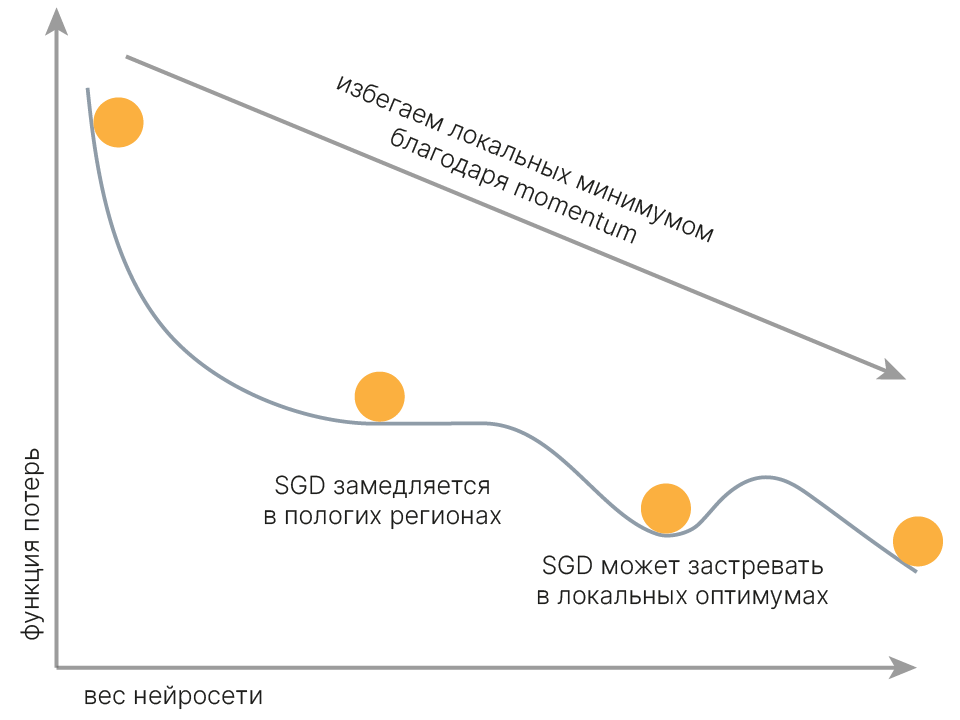 избегаем локальных минимумом
благодаря momentum
SGD замедляется
в пологих регионах
SGD может застревать
в локальных оптимумах
функция потерь
вес нейросети